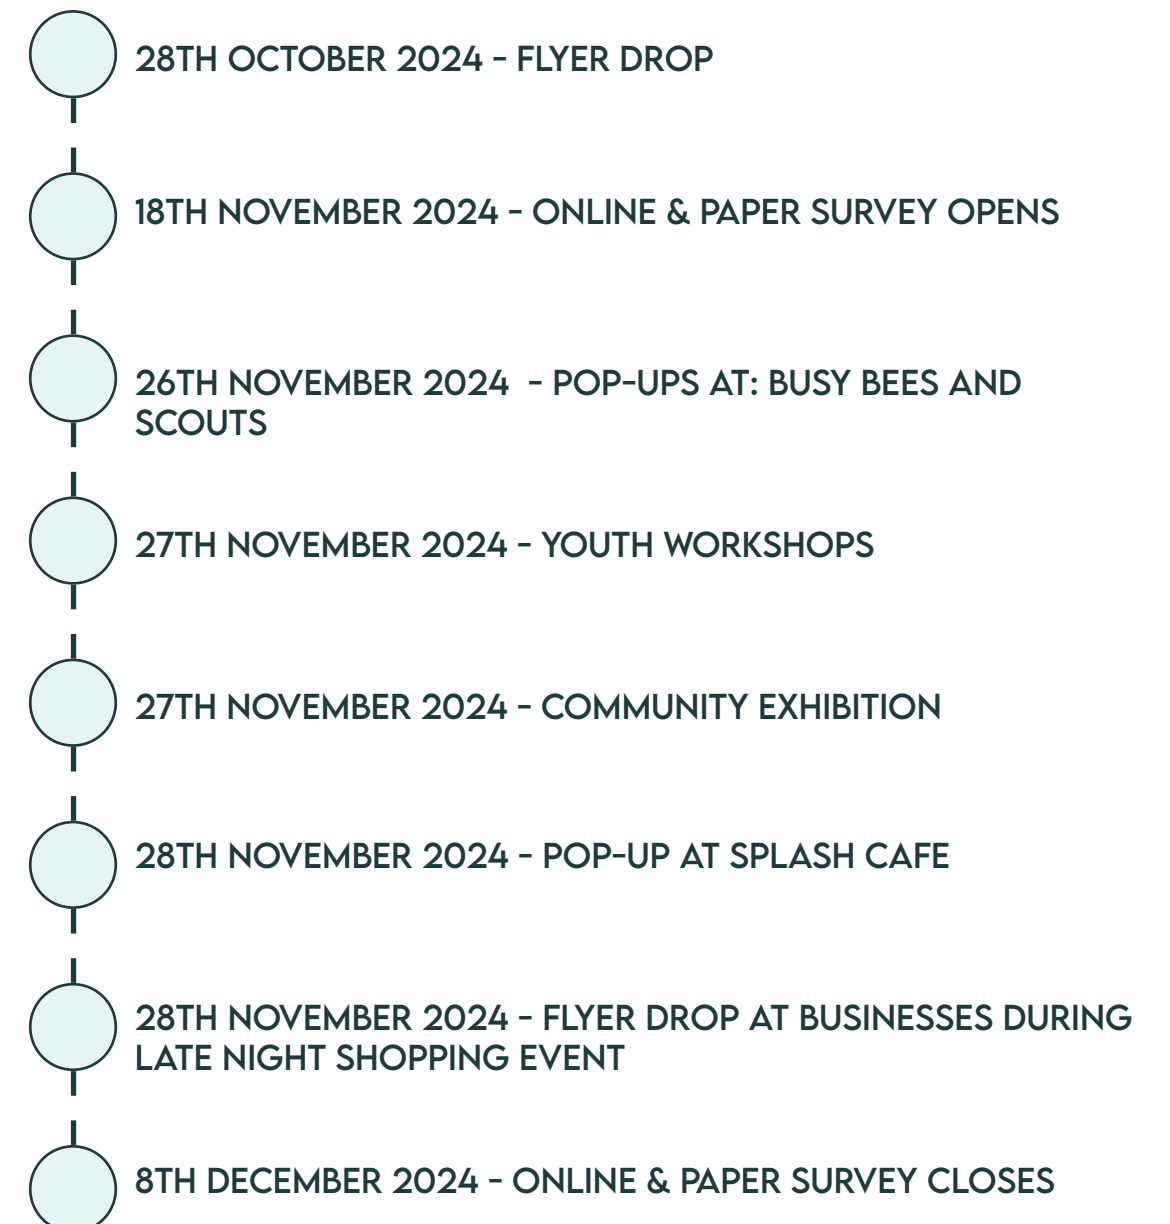 28TH OCTOBER 2024 - FLYER DROP
18TH NOVEMBER 2024 - ONLINE & PAPER SURVEY OPENS
26TH NOVEMBER 2024  - POP-UPS AT: BUSY BEES AND
SCOUTS
27TH NOVEMBER 2024 - YOUTH WORKSHOPS
27TH NOVEMBER 2024 - COMMUNITY EXHIBITION
28TH NOVEMBER 2024 - POP-UP AT SPLASH CAFE
28TH NOVEMBER 2024 - FLYER DROP AT BUSINESSES DURING
LATE NIGHT SHOPPING EVENT
8TH DECEMBER 2024 - ONLINE & PAPER SURVEY CLOSES